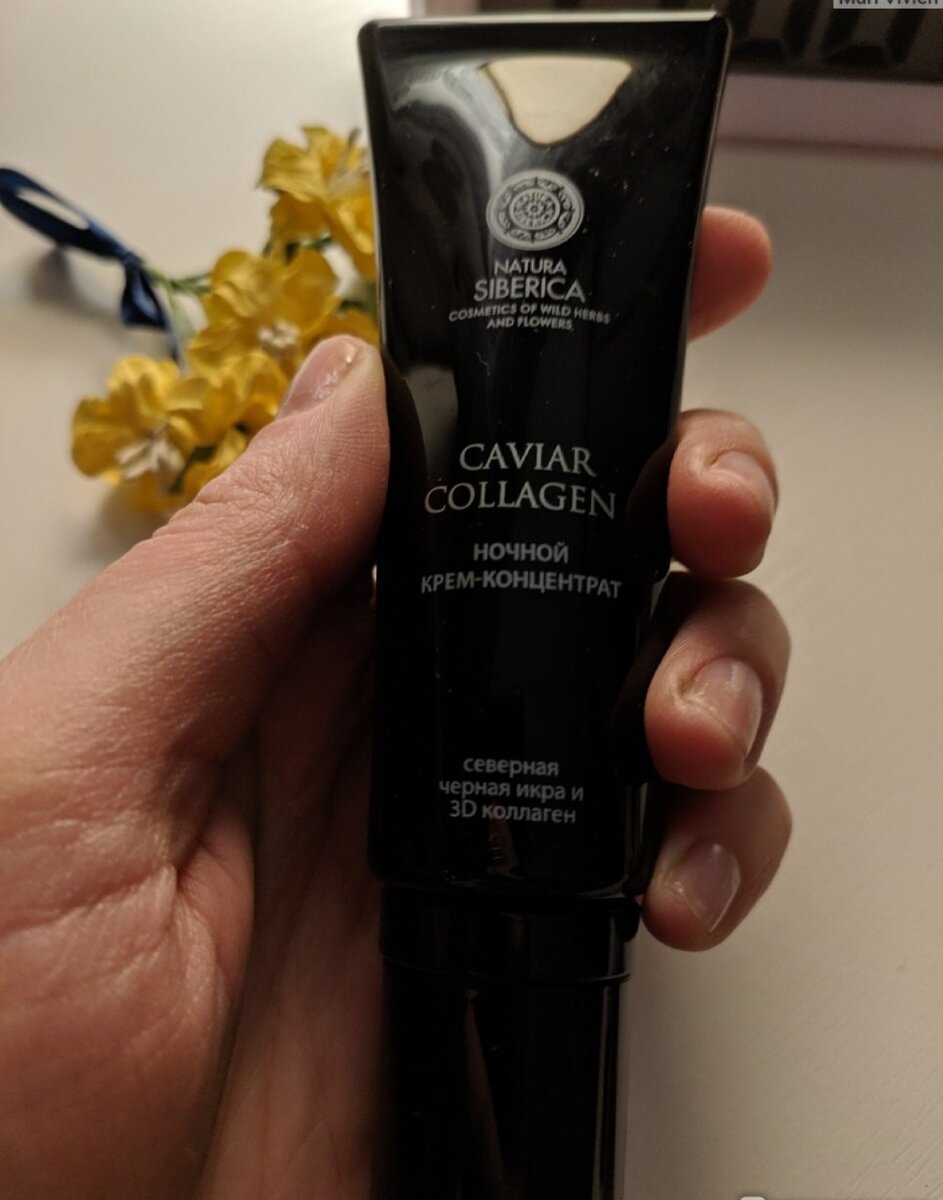 NATURA
SIBERICA
COSMETICS OF WILD HERBS
AND FLOWERS
CAVIAR
COLLAGEN
НОЧНОЙ
КРЕМ-КОНЦЕНТРАТ
северная
черная икра и
3D коллаген